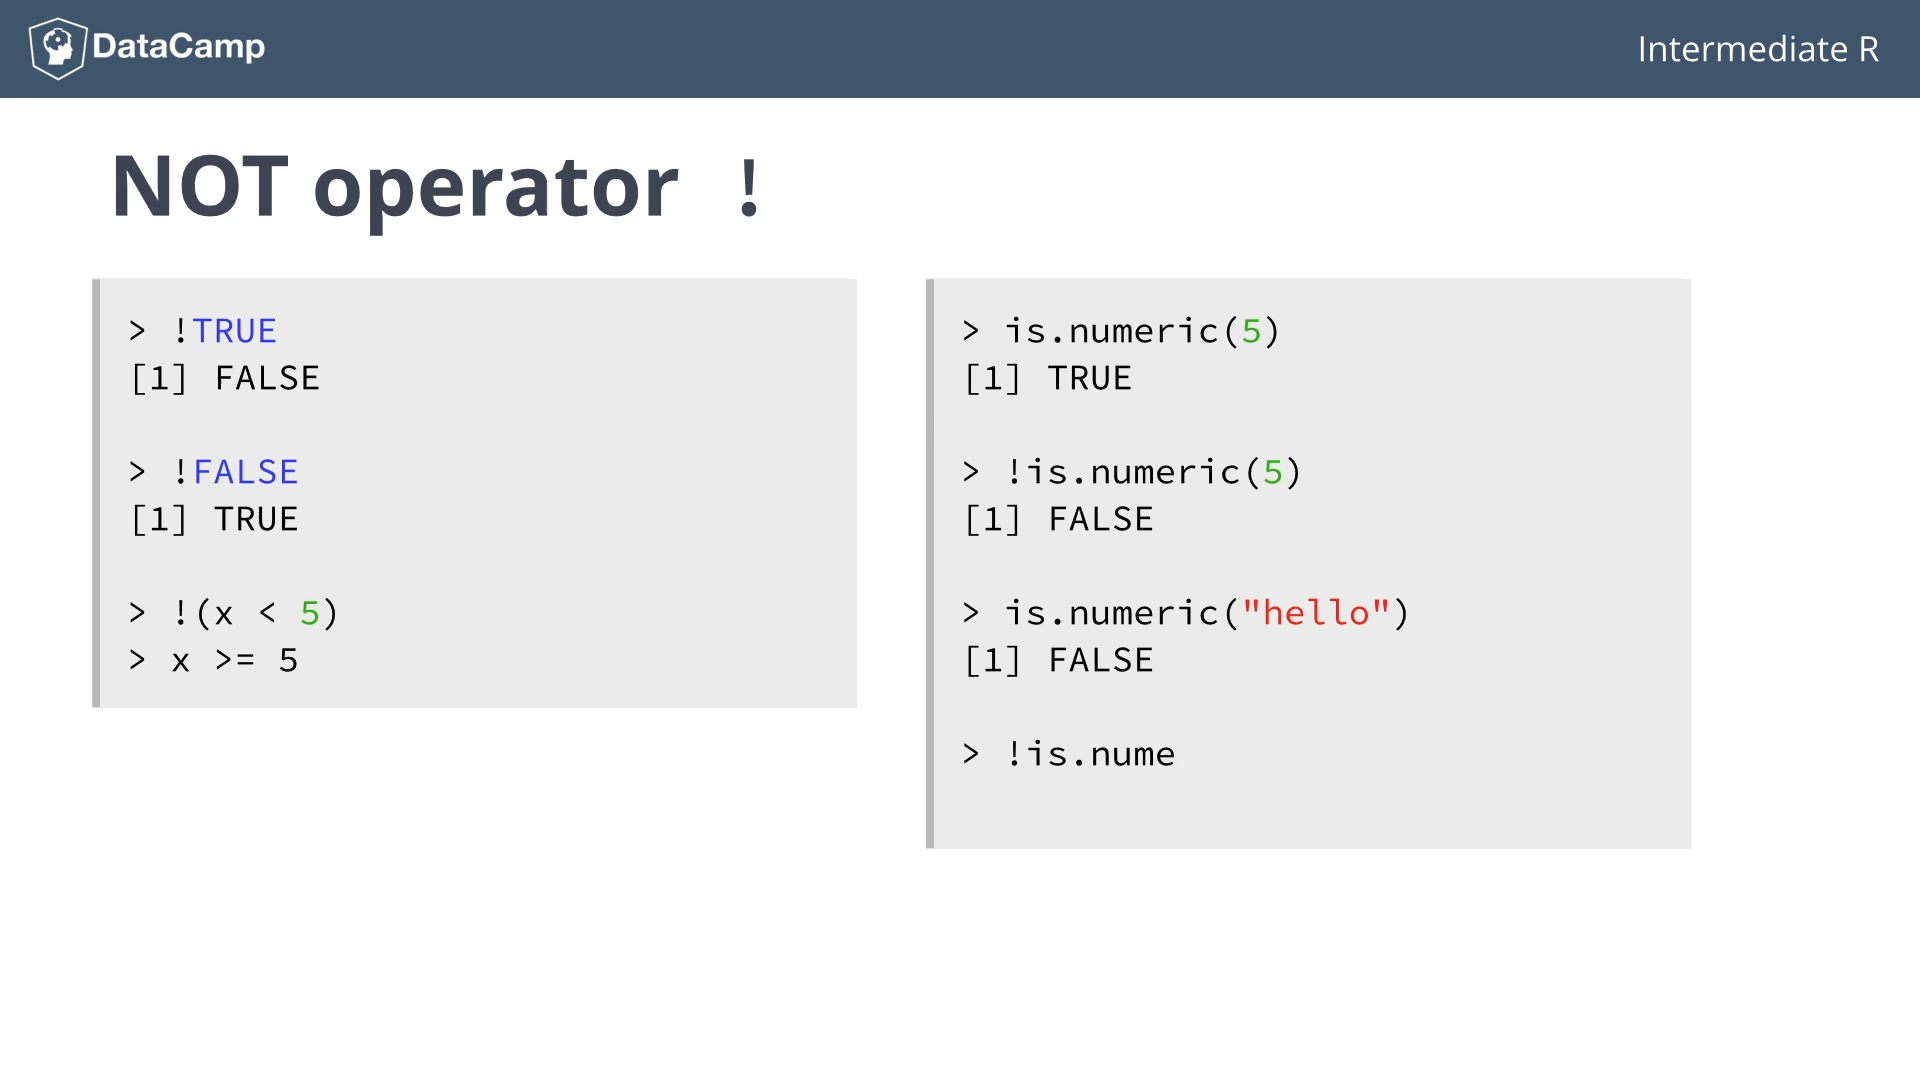 DataCamp
Intermediate R
NOT operator !
> !TRUE
[1] FALSE
> !FALSE
[1] TRUE
> !(x < 5)
> x >= 5
> is.numeric(5)
[1] TRUE
> !is.numeric(5)
[1] FALSE
> is.numeric("hello")
[1] FALSE
> !is.nume